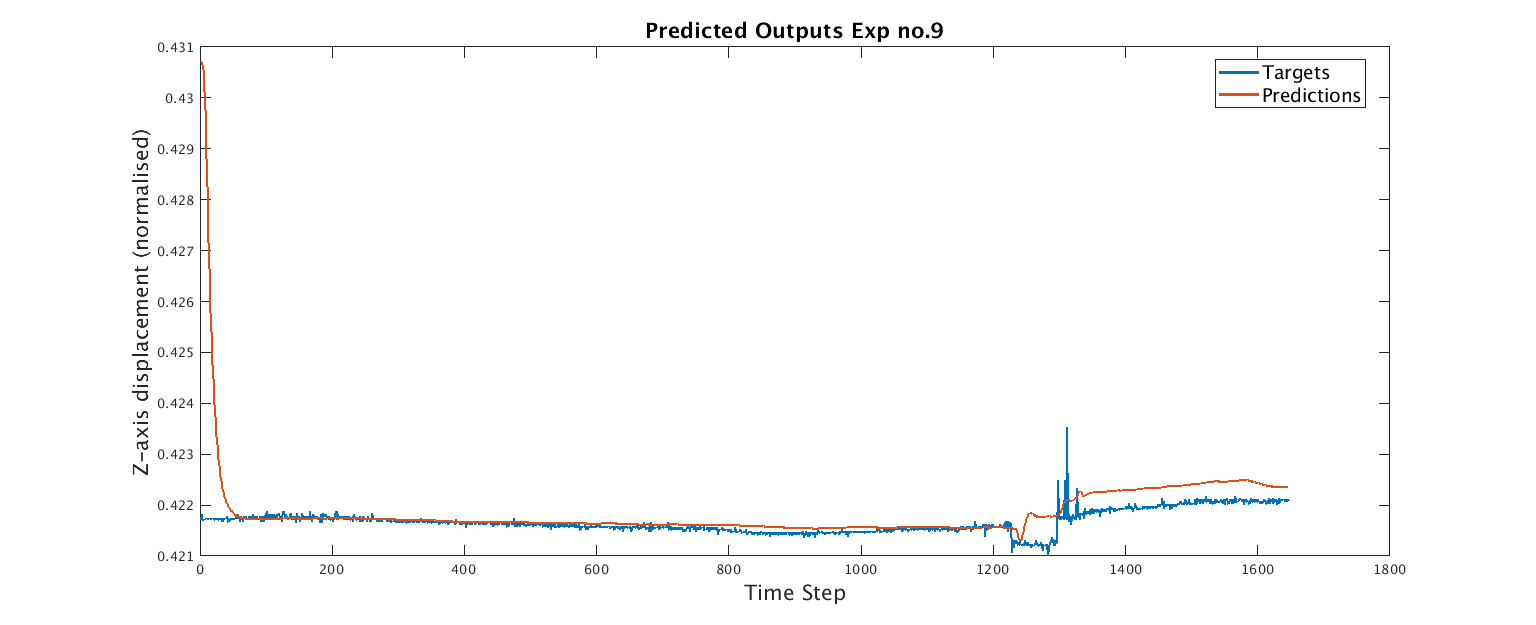 Predicted Outputs Exp no.9
Targets
Predictions
Z-axis displacement (normalised)
0.431
0.43
0.429
0.428
0.427
0.426
0.425
0.424
0.423
0.422
0.421
0 200 400 600 800 1000 1200 1400 1600 1800
Time Step